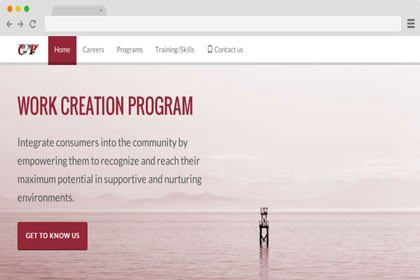 Home Careers Programs Training/Skills Contact us
WORK CREATION PROGRAM
Integrate consumers into the community by
empowering them to recognize and reach their
maximum potential in supportive and nurturing
environments.
GET TO KNOW US